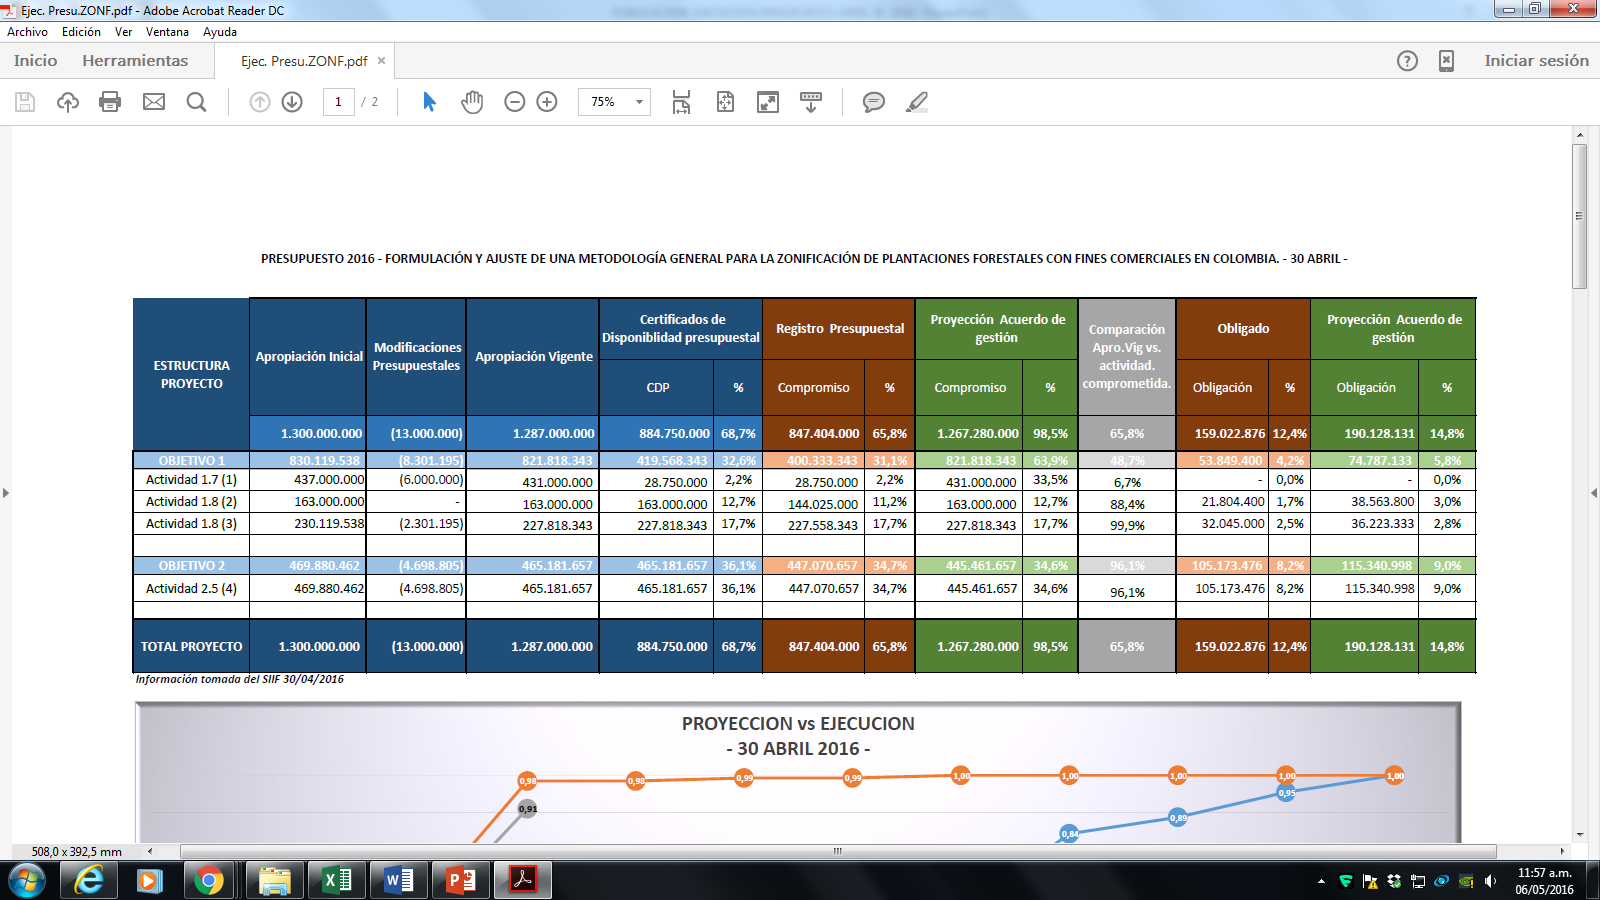 Ejec. Presu.ZONF.pdf - Adobe Acrobat Reader DC
Archivo Edición Ver Ventana Ayuda
Inicio Herramientas Ejec. Presu.ZONF.pdf × Iniciar sesión
1 / 2 75%
PRESUPUESTO 2016 - FORMULACIÓN Y AJUSTE DE UNA METODOLOGÍA GENERAL PARA LA ZONIFICACIÓN DE PLANTACIONES FORESTALES CON FINES COMERCIALES EN COLOMBIA. - 30 ABRIL -
ESTRUCTURA PROYECTO
Apropiación Inicial
Modificaciones Presupuestales
Apropiación Vigente
Certificados de Disponiblidad presupuestal
Registro Presupuestal
Proyección Acuerdo de gestión
Comparación Apro.Vig vs. actividad. comprometida.
Obligado
Proyección Acuerdo de gestión
CDP % Compromiso % Compromiso % Obligación % Obligación %
1.300.000.000 (13.000.000) 1.287.000.000 884.750.000 68,7% 847.404.000 65,8% 1.267.280.000 98,5% 65,8% 159.022.876 12,4% 190.128.131 14,8%
OBJETIVO 1 830.119.538 (8.301.195) 821.818.343 419.568.343 32,6% 400.333.343 31,1% 821.818.343 63,9% 48,7% 53.849.400 4,2% 74.787.133 5,8%
Actividad 1.7 (1) 437.000.000 (6.000.000) 431.000.000 28.750.000 2,2% 28.750.000 2,2% 431.000.000 33,5% 6,7% - 0,0% - 0,0%
Actividad 1.8 (2) 163.000.000 - 163.000.000 163.000.000 12,7% 144.025.000 11,2% 163.000.000 12,7% 88,4% 21.804.400 1,7% 38.563.800 3,0%
Actividad 1.8 (3) 230.119.538 (2.301.195) 227.818.343 227.818.343 17,7% 227.558.343 17,7% 227.818.343 17,7% 99,9% 32.045.000 2,5% 36.223.333 2,8%
OBJETIVO 2 469.880.462 (4.698.805) 465.181.657 465.181.657 36,1% 447.070.657 34,7% 445.461.657 34,6% 96,1% 105.173.476 8,2% 115.340.998 9,0%
Actividad 2.5 (4) 469.880.462 (4.698.805) 465.181.657 465.181.657 36,1% 447.070.657 34,7% 445.461.657 34,6% 96,1% 105.173.476 8,2% 115.340.998 9,0%
TOTAL PROYECTO 1.300.000.000 (13.000.000) 1.287.000.000 884.750.000 68,7% 847.404.000 65,8% 1.267.280.000 98,5% 65,8% 159.022.876 12,4% 190.128.131 14,8%
Información tomada del SIIF 30/04/2016
PROYECCION vs EJECUCION
- 30 ABRIL 2016 -
0,98 0,98 0,99 0,99 1,00 1,00 1,00 1,00 1,00
0,95
0,91 0,89
0,84
508,0 x 392,5 mm
11:57 a.m.
06/05/2016